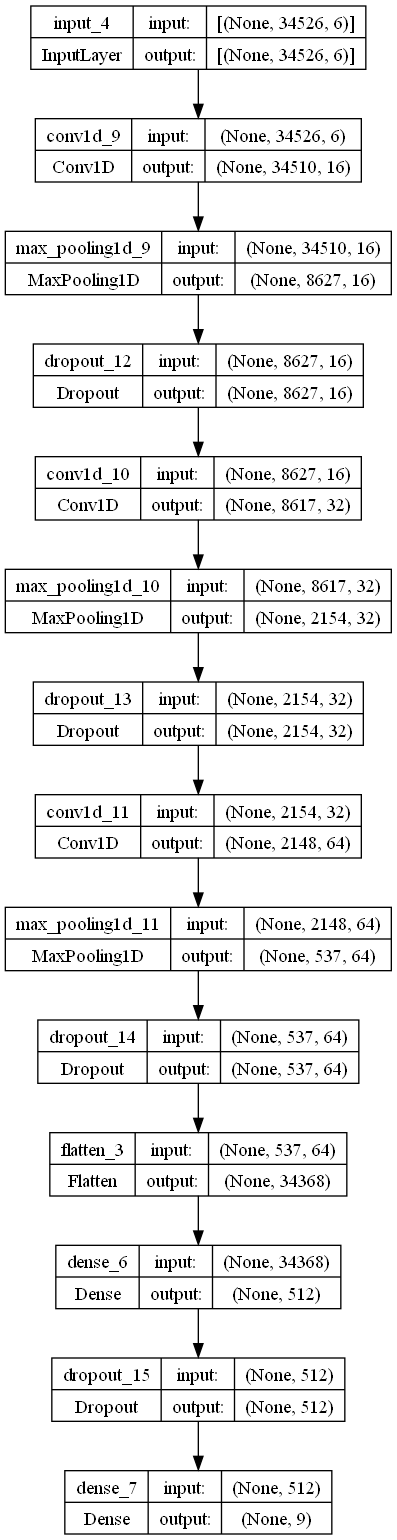 input_4 input: [(None, 34526, 6)]
InputLayer output: [(None, 34526, 6)]
conv1d_9 input: (None, 34526, 6)
Conv1D output: (None, 34510, 16)
max_pooling1d_9 input: (None, 34510, 16)
MaxPooling1D output: (None, 8627, 16)
dropout_12 input: (None, 8627, 16)
Dropout output: (None, 8627, 16)
conv1d_10 input: (None, 8627, 16)
Conv1D output: (None, 8617, 32)
max_pooling1d_10 input: (None, 8617, 32)
MaxPooling1D output: (None, 2154, 32)
dropout_13 input: (None, 2154, 32)
Dropout output: (None, 2154, 32)
conv1d_11 input: (None, 2154, 32)
Conv1D output: (None, 2148, 64)
max_pooling1d_11 input: (None, 2148, 64)
MaxPooling1D output: (None, 537, 64)
dropout_14 input: (None, 537, 64)
Dropout output: (None, 537, 64)
flatten_3 input: (None, 537, 64)
Flatten output: (None, 34368)
dense_6 input: (None, 34368)
Dense output: (None, 512)
dropout_15 input: (None, 512)
Dropout output: (None, 512)
dense_7 input: (None, 512)
Dense output: (None, 9)